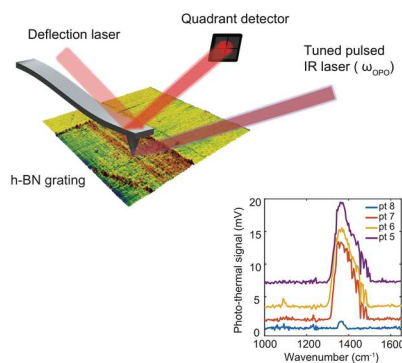 Quadrant detector
Deflection laser
Tuned pulsed
IR laser ( ωOPO)
h-BN grating
Photo-thermal signal (mV)
20
15
10
5
0
pt 8
pt 7
pt 6
pt 5
1000 1200 1400 1600
Wavenumber (cm⁻¹)